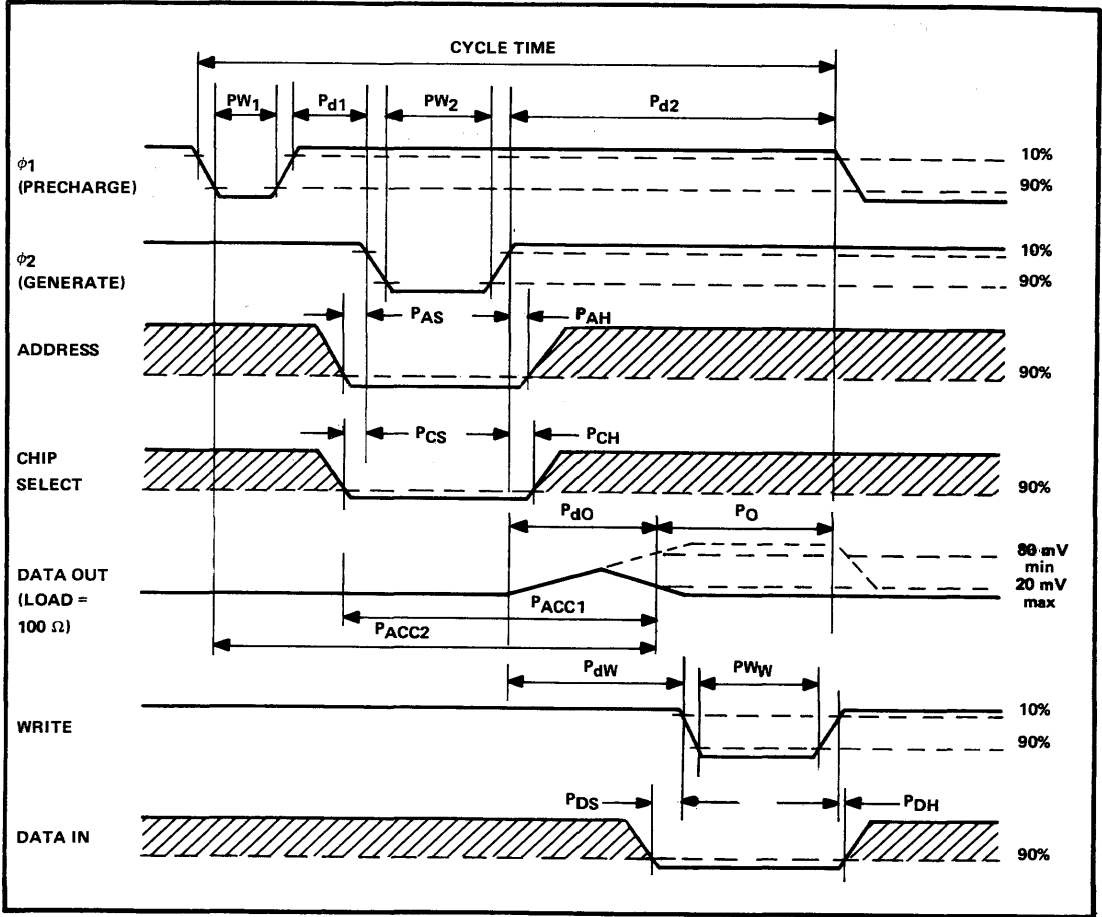 CYCLE TIME
PW1 Pd1 PW2 Pd2
ϕ1
(PRECHARGE)
10%
90%
ϕ2
(GENERATE)
10%
90%
PAS PAH
ADDRESS
90%
PCS PCH
CHIP
SELECT
90%
PdO PO
DATA OUT
(LOAD =
100 Ω)
mV
min
20 mV
max
PACC1
PACC2
PdW PWW
WRITE
10%
90%
PDS PDH
DATA IN
90%